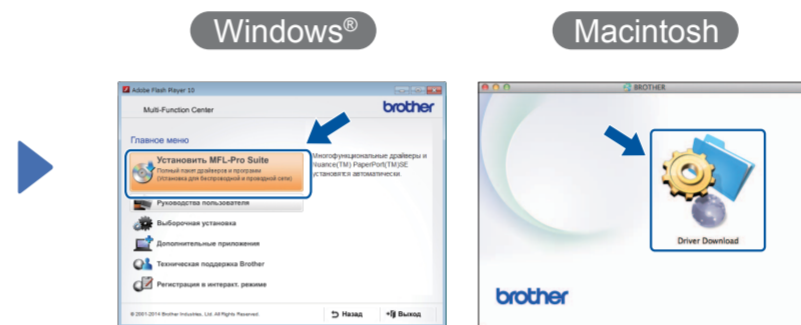 Windows®
Macintosh
Adobe Flash Player 10
Multi-Function Center
brother
Главное меню
Установить MFL-Pro Suite
Полный пакет драйверов и программ
(Установка для беспроводной и проводной сети)
Многофункциональные драйверы и
Nuance(TM) PaperPort(TM)SE
установятся автоматически.
Руководства пользователя
Выборочная установка
Дополнительные приложения
Техническая поддержка Brother
Регистрация в интеракт. режиме
© 2001-2014 Brother Industries, Ltd. All Rights Reserved.
Назад
Выход
BROTHER
Driver Download
brother